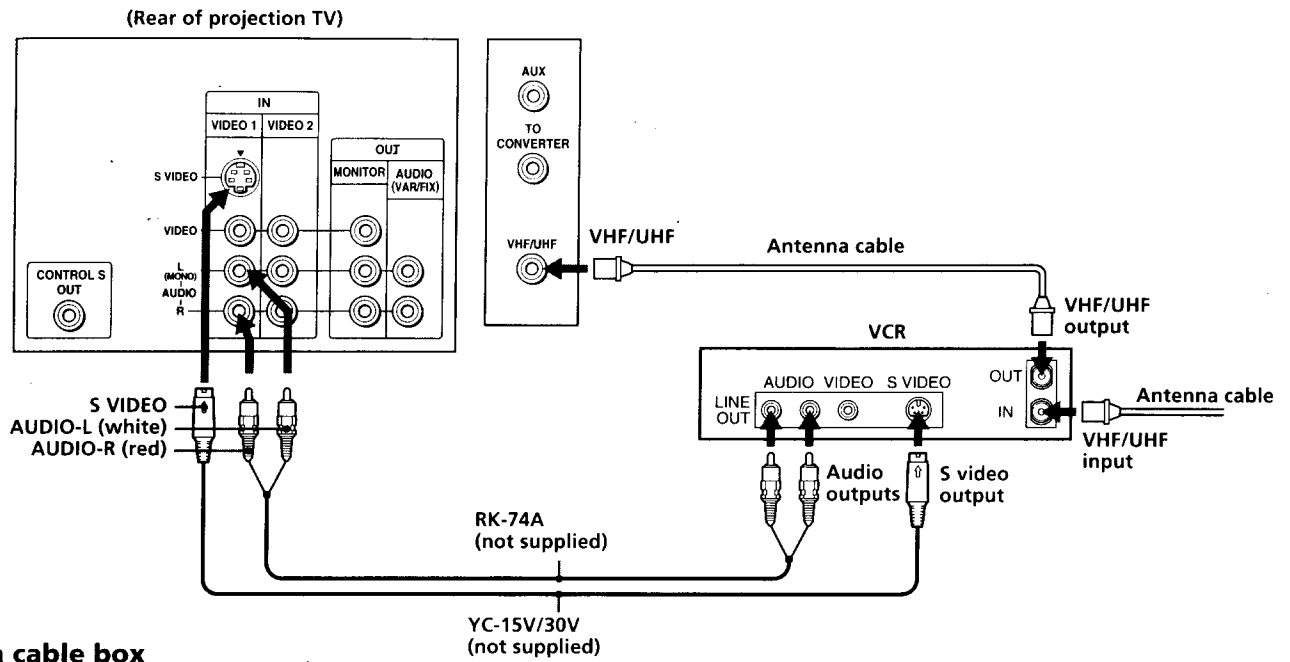 (Rear of projection TV)
IN
VIDEO 1 VIDEO 2
S VIDEO
VIDEO
L
(MONO)
AUDIO
R
OUT
MONITOR
AUDIO
(VAR/FIX)
CONTROL S
OUT
AUX
TO
CONVERTER
VHF/UHF
VHF/UHF
Antenna cable
VHF/UHF
output
VCR
LINE
OUT
AUDIO VIDEO S VIDEO
OUT
IN
Antenna cable
VHF/UHF
input
S VIDEO
AUDIO-L (white)
AUDIO-R (red)
Audio
outputs
S video
output
RK-74A
(not supplied)
YC-15V/30V
(not supplied)
cable box